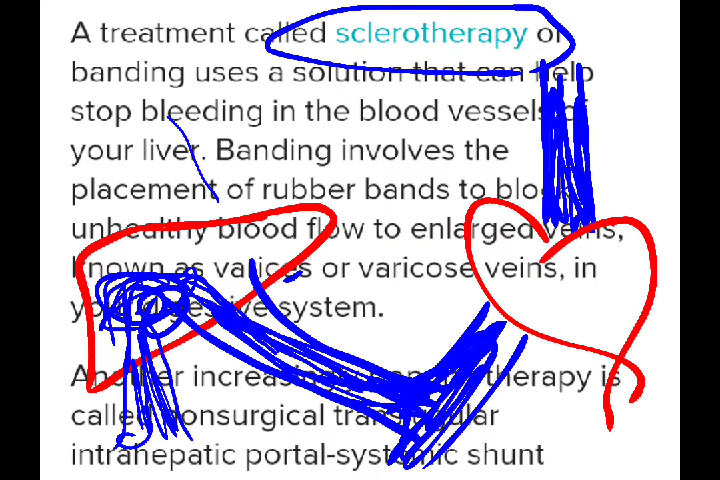 A treatment called sclerotherapy or
banding uses a solution that can help
stop bleeding in the blood vessels of
your liver. Banding involves the
placement of rubber bands to block
unhealthy blood flow to enlarged veins,
known as varices or varicose veins, in
your digestive system.
Another increasingly therapy is
called nonsurgical transjugular
intrahepatic portal-systemic shunt